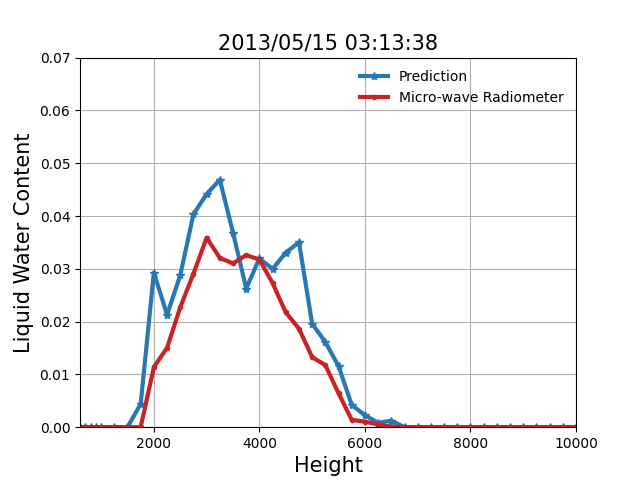 2013/05/15 03:13:38
0.07
0.06
0.05
0.04
0.03
0.02
0.01
0.00
Liquid Water Content
Prediction
Micro-wave Radiometer
2000 4000 6000 8000 10000
Height